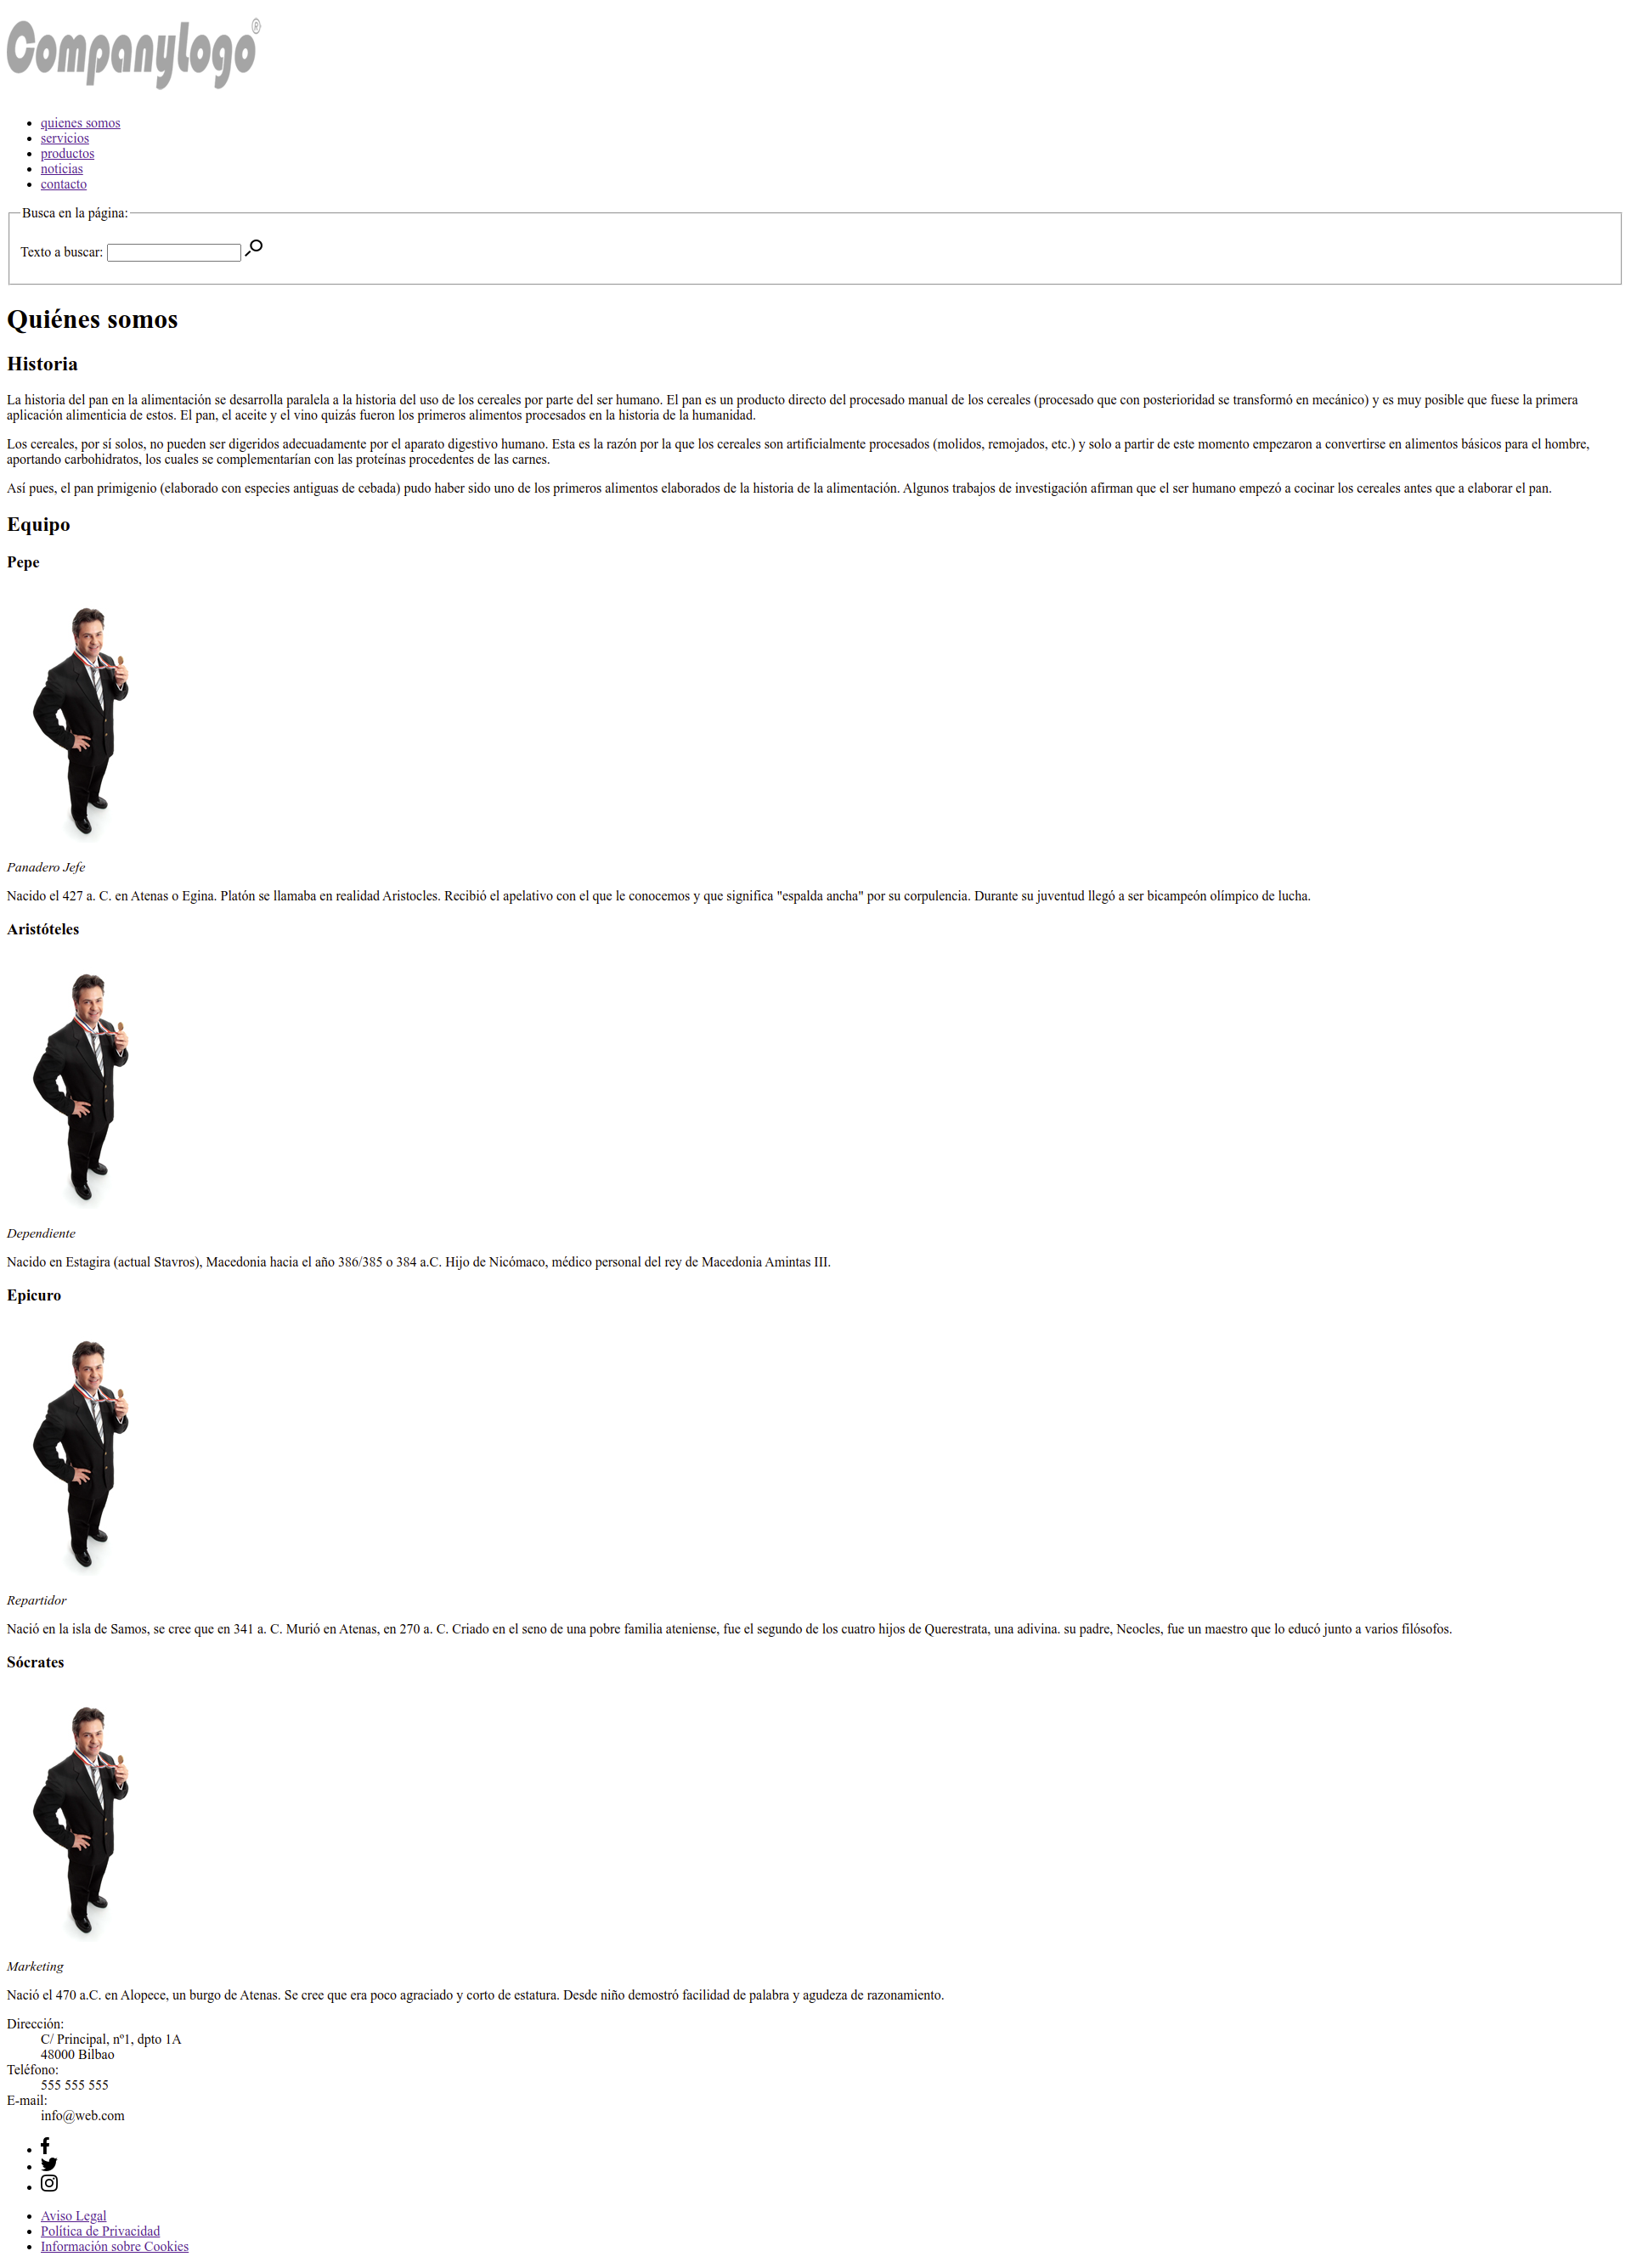 Companylogo®
quienes somos
servicios
productos
noticias
contacto
Busca en la página:
Texto a buscar:
Quiénes somos
Historia
La historia del pan en la alimentación se desarrolla paralela a la historia del uso de los cereales por parte del ser humano. El pan es un producto directo del procesado manual de los cereales (procesado que con posterioridad se transformó en mecánico) y es muy posible que fuese la primera
aplicación alimenticia de estos. El pan, el aceite y el vino quizás fueron los primeros alimentos procesados en la historia de la humanidad.
Los cereales, por sí solos, no pueden ser digeridos adecuadamente por el aparato digestivo humano. Esta es la razón por la que los cereales son artificialmente procesados (molidos, remojados, etc.) y solo a partir de este momento empezaron a convertirse en alimentos básicos para el hombre,
aportando carbohidratos, los cuales se complementarían con las proteínas procedentes de las carnes.
Así pues, el pan primigenio (elaborado con especies antiguas de cebada) pudo haber sido uno de los primeros alimentos elaborados de la historia de la alimentación. Algunos trabajos de investigación afirman que el ser humano empezó a cocinar los cereales antes que a elaborar el pan.
Equipo
Pepe
Panadero Jefe
Nacido el 427 a. C. en Atenas o Egina. Platón se llamaba en realidad Aristocles. Recibió el apelativo con el que le conocemos y que significa "espalda ancha" por su corpulencia. Durante su juventud llegó a ser bicampeón olímpico de lucha.
Aristóteles
Dependiente
Nacido en Estagira (actual Stavros), Macedonia hacia el año 386/385 o 384 a.C. Hijo de Nicómaco, médico personal del rey de Macedonia Amintas III.
Epicuro
Repartidor
Nació en la isla de Samos, se cree que en 341 a. C. Murió en Atenas, en 270 a. C. Criado en el seno de una pobre familia ateniense, fue el segundo de los cuatro hijos de Querestrata, una adivina. su padre, Neocles, fue un maestro que lo educó junto a varios filósofos.
Sócrates
Marketing
Nació el 470 a.C. en Alopece, un burgo de Atenas. Se cree que era poco agraciado y corto de estatura. Desde niño demostró facilidad de palabra y agudeza de razonamiento.
Dirección:
C/ Principal, nº1, dpto 1A
48000 Bilbao
Teléfono:
555 555 555
E-mail:
info@web.com
Aviso Legal
Política de Privacidad
Información sobre Cookies